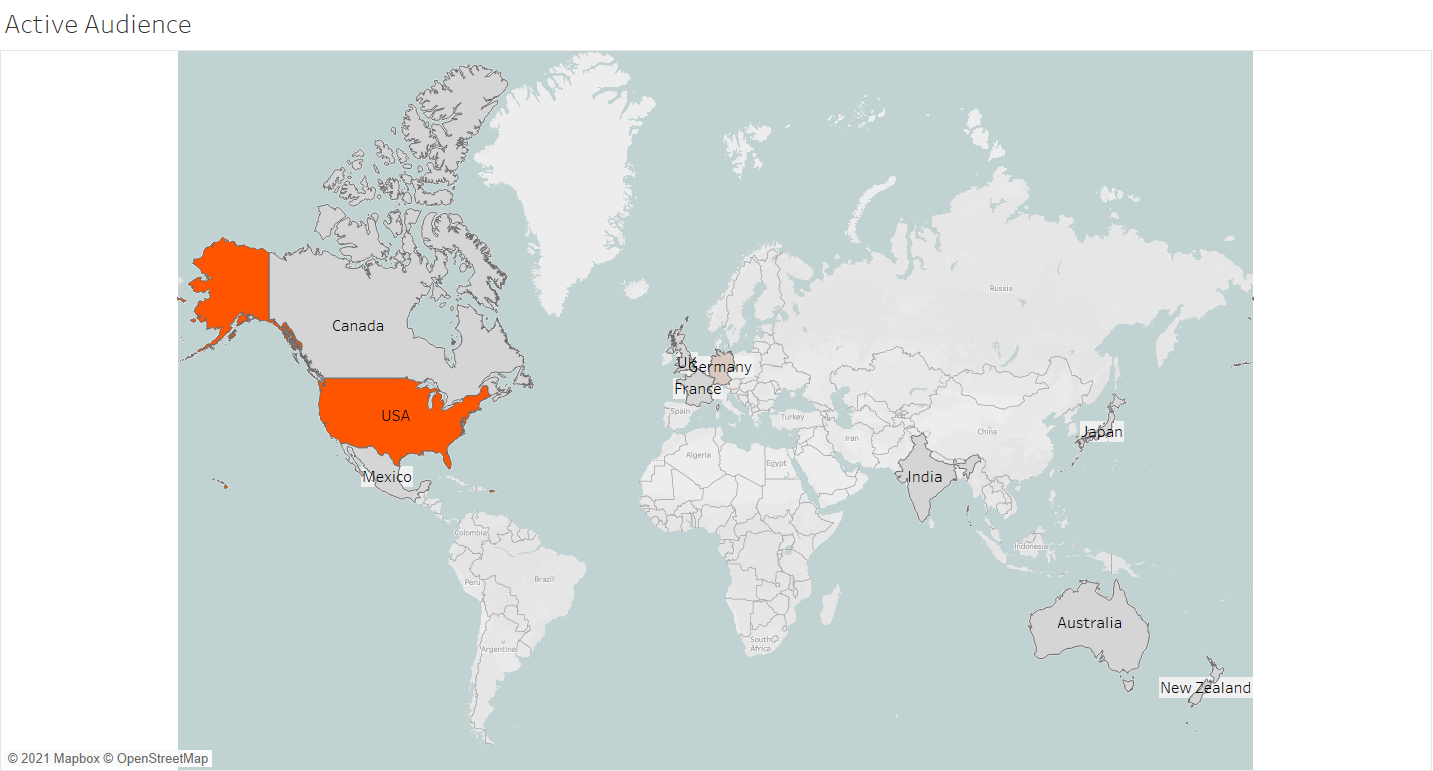 Active Audience
Russia
Canada
UK
Germany
France
Spain
USA
Turkey
Japan
China
Iran
Algeria
Egypt
Mexico
India
Colombia
Indonesia
Peru
Brazil
Australia
South
Africa
Argentina
New Zealand
© 2021 Mapbox © OpenStreetMap